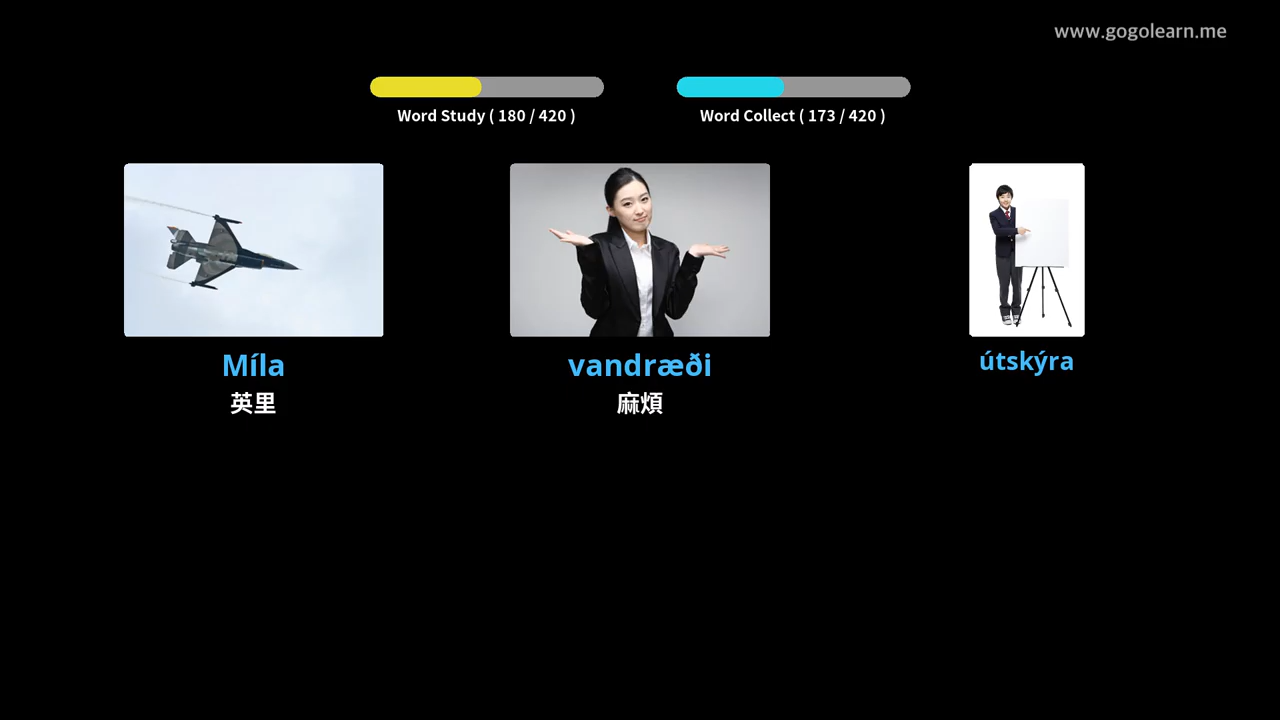 www.gogolearn.me
Word Study ( 180 / 420 )
Word Collect ( 173 / 420 )
Míla
英里
vandræði
麻煩
útskýra